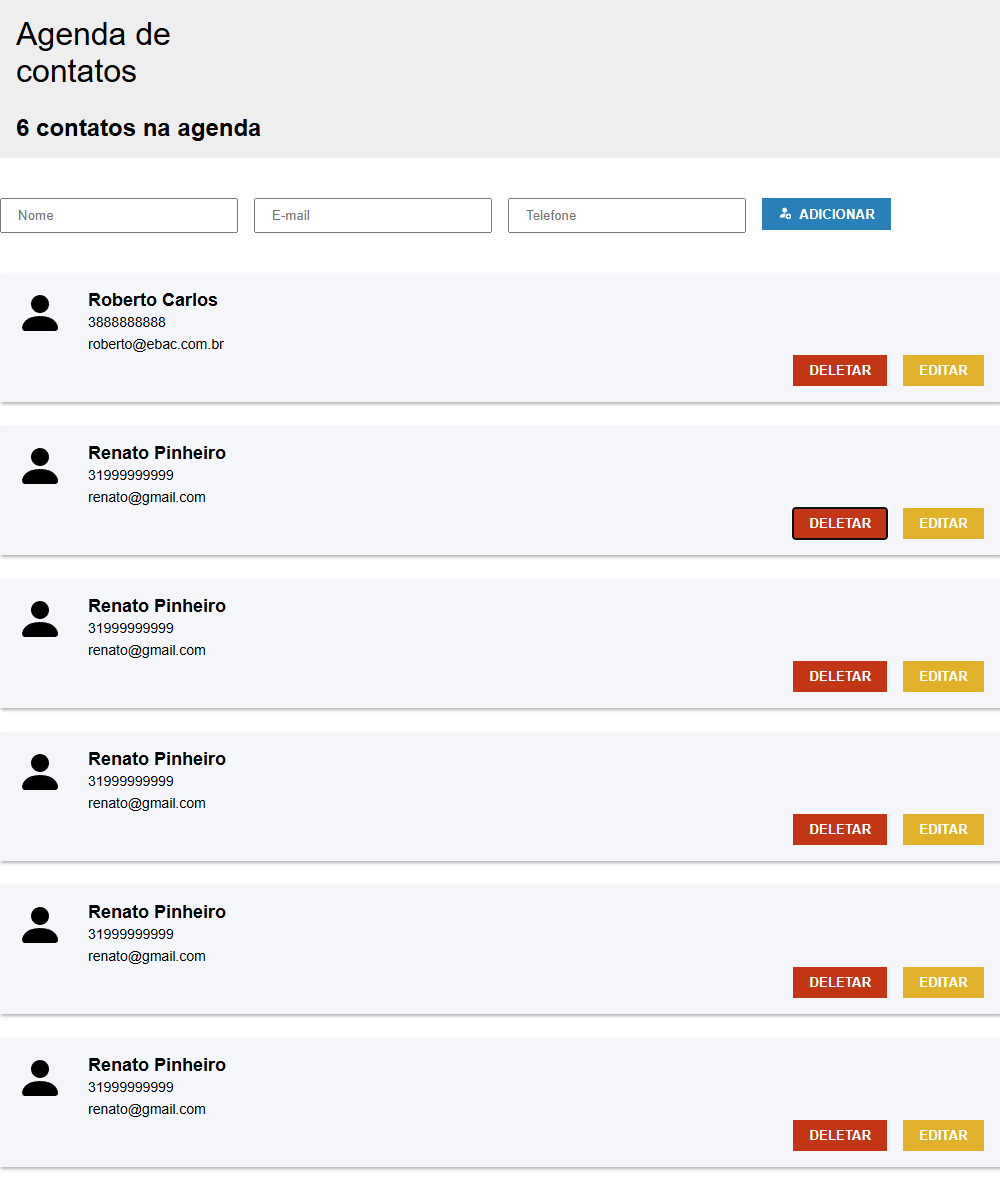 Agenda de
contatos
6 contatos na agenda
Nome
E-mail
Telefone
ADICIONAR
Roberto Carlos
3888888888
roberto@ebac.com.br
DELETAR
EDITAR
Renato Pinheiro
31999999999
renato@gmail.com
DELETAR
EDITAR
Renato Pinheiro
31999999999
renato@gmail.com
DELETAR
EDITAR
Renato Pinheiro
31999999999
renato@gmail.com
DELETAR
EDITAR
Renato Pinheiro
31999999999
renato@gmail.com
DELETAR
EDITAR
Renato Pinheiro
31999999999
renato@gmail.com
DELETAR
EDITAR